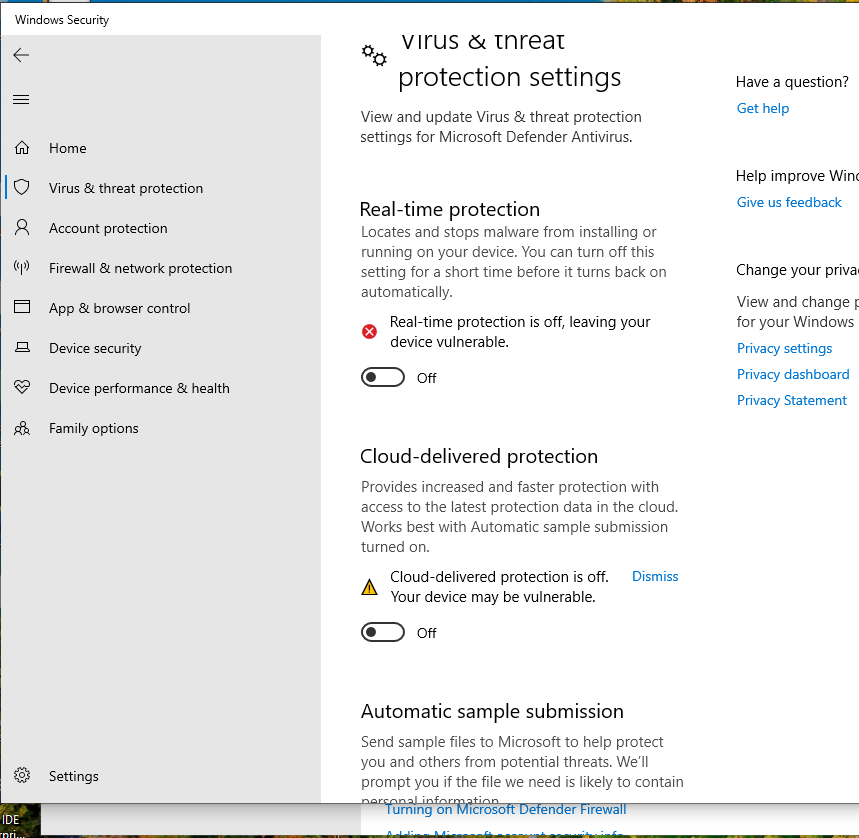 Windows Security
Home
Virus & threat protection
Account protection
Firewall & network protection
App & browser control
Device security
Device performance & health
Family options
Settings
Virus & threat
protection settings
View and update Virus & threat protection
settings for Microsoft Defender Antivirus.
Real-time protection
Locates and stops malware from installing or
running on your device. You can turn off this
setting for a short time before it turns back on
automatically.
Real-time protection is off, leaving your
device vulnerable.
Off
Cloud-delivered protection
Provides increased and faster protection with
access to the latest protection data in the cloud.
Works best with Automatic sample submission
turned on.
Cloud-delivered protection is off.
Dismiss
Your device may be vulnerable.
Off
Automatic sample submission
Send sample files to Microsoft to help protect
you and others from potential threats. We'll
prompt you if the file we need is likely to contain
personal information.
Have a question?
Get help
Help improve Wind
Give us feedback
Change your priva
View and change p
for your Windows
Privacy settings
Privacy dashboard
Privacy Statement
IDE
Turning on Microsoft Defender Firewall
Adding Microsoft account security info